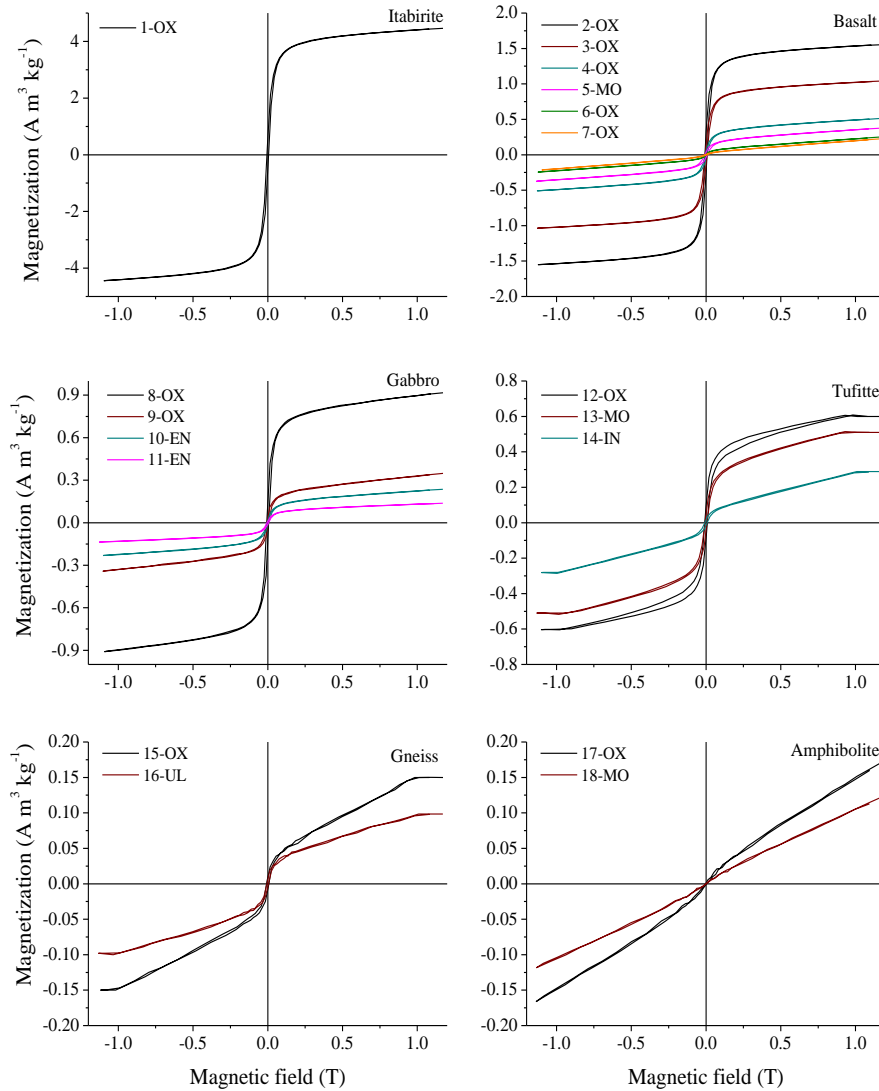 1-OX
Itabirite
4
2
0
-2
-4
-1.0 -0.5 0.0 0.5 1.0
Magnetization (A m³ kg⁻¹)
2-OX
3-OX
4-OX
5-MO
6-OX
7-OX
Basalt
2.0
1.5
1.0
0.5
0.0
-0.5
-1.0
-1.5
-2.0
-1.0 -0.5 0.0 0.5 1.0
8-OX
9-OX
10-EN
11-EN
Gabbro
0.9
0.6
0.3
0.0
-0.3
-0.6
-0.9
-1.0 -0.5 0.0 0.5 1.0
Magnetization (A m³ kg⁻¹)
12-OX
13-MO
14-IN
Tufitte
0.8
0.6
0.4
0.2
0.0
-0.2
-0.4
-0.6
-0.8
-1.0 -0.5 0.0 0.5 1.0
15-OX
16-UL
Gneiss
0.20
0.15
0.10
0.05
0.00
-0.05
-0.10
-0.15
-0.20
-1.0 -0.5 0.0 0.5 1.0
Magnetization (A m³ kg⁻¹)
Magnetic field (T)
17-OX
18-MO
Amphibolite
0.20
0.15
0.10
0.05
0.00
-0.05
-0.10
-0.15
-0.20
-1.0 -0.5 0.0 0.5 1.0
Magnetic field (T)